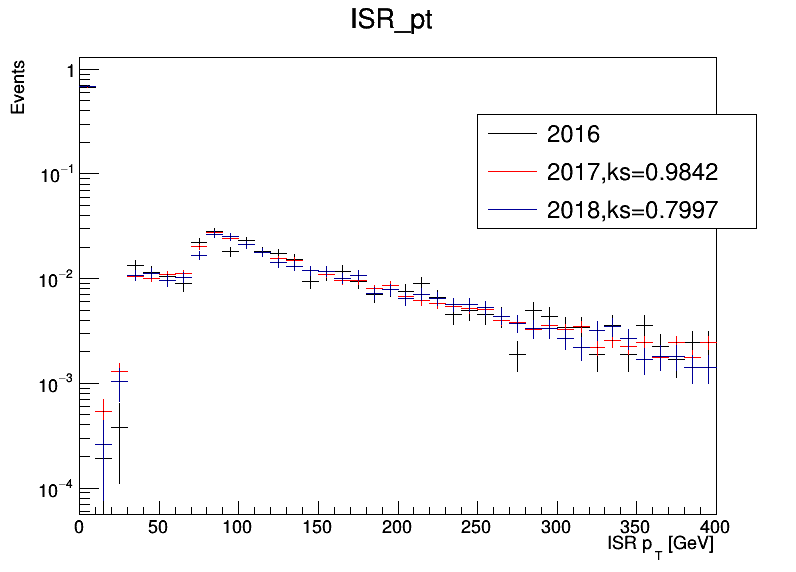 ISR_pt
Events
1
10⁻¹
10⁻²
10⁻³
10⁻⁴
2016
2017,ks=0.9842
2018,ks=0.7997
0 50 100 150 200 250 300 350 400
ISR p_T [GeV]